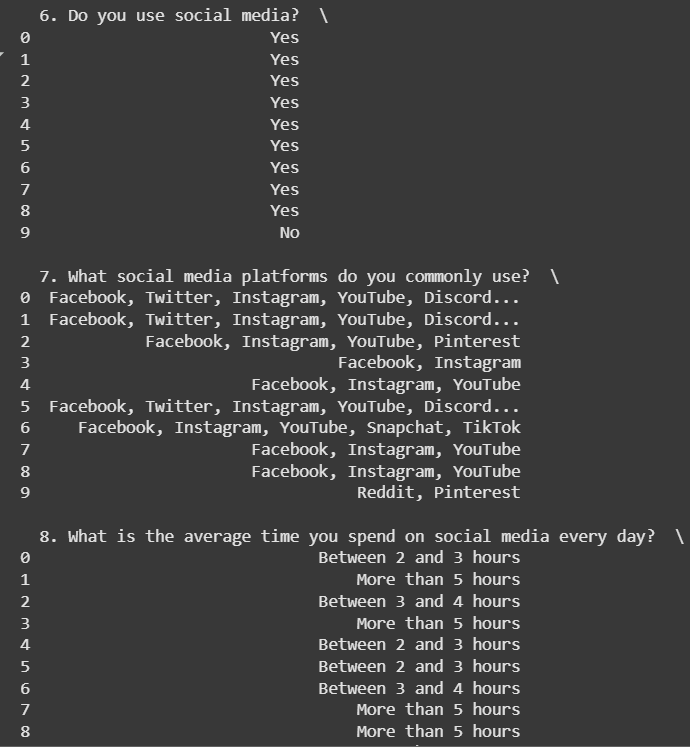 6. Do you use social media?  \
0 Yes
1 Yes
2 Yes
3 Yes
4 Yes
5 Yes
6 Yes
7 Yes
8 Yes
9 No
7. What social media platforms do you commonly use?  \
0 Facebook, Twitter, Instagram, YouTube, Discord...
1 Facebook, Twitter, Instagram, YouTube, Discord...
2 Facebook, Instagram, YouTube, Pinterest
3 Facebook, Instagram
4 Facebook, Instagram, YouTube
5 Facebook, Twitter, Instagram, YouTube, Discord...
6 Facebook, Instagram, YouTube, Snapchat, TikTok
7 Facebook, Instagram, YouTube
8 Facebook, Instagram, YouTube
9 Reddit, Pinterest
8. What is the average time you spend on social media every day?  \
0 Between 2 and 3 hours
1 More than 5 hours
2 Between 3 and 4 hours
3 More than 5 hours
4 Between 2 and 3 hours
5 Between 2 and 3 hours
6 Between 3 and 4 hours
7 More than 5 hours
8 More than 5 hours